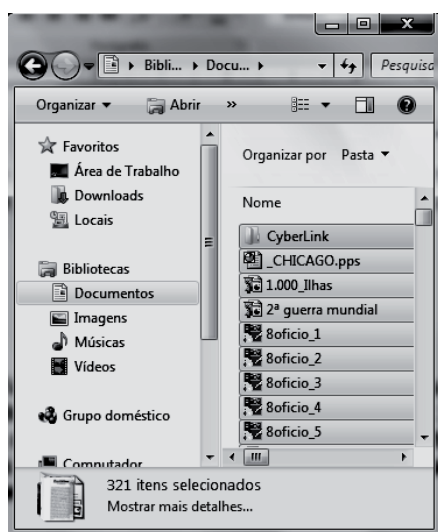 Bibli... Docu... Pesquisa
Organizar Abrir »
Favoritos
Área de Trabalho
Downloads
Locais
Bibliotecas
Documentos
Imagens
Músicas
Vídeos
Grupo doméstico
Computador
Organizar por Pasta
Nome
CyberLink
_CHICAGO.pps
1.000_Ilhas
2ª guerra mundial
8oficio_1
8oficio_2
8oficio_3
8oficio_4
8oficio_5
321 itens selecionados
Mostrar mais detalhes...